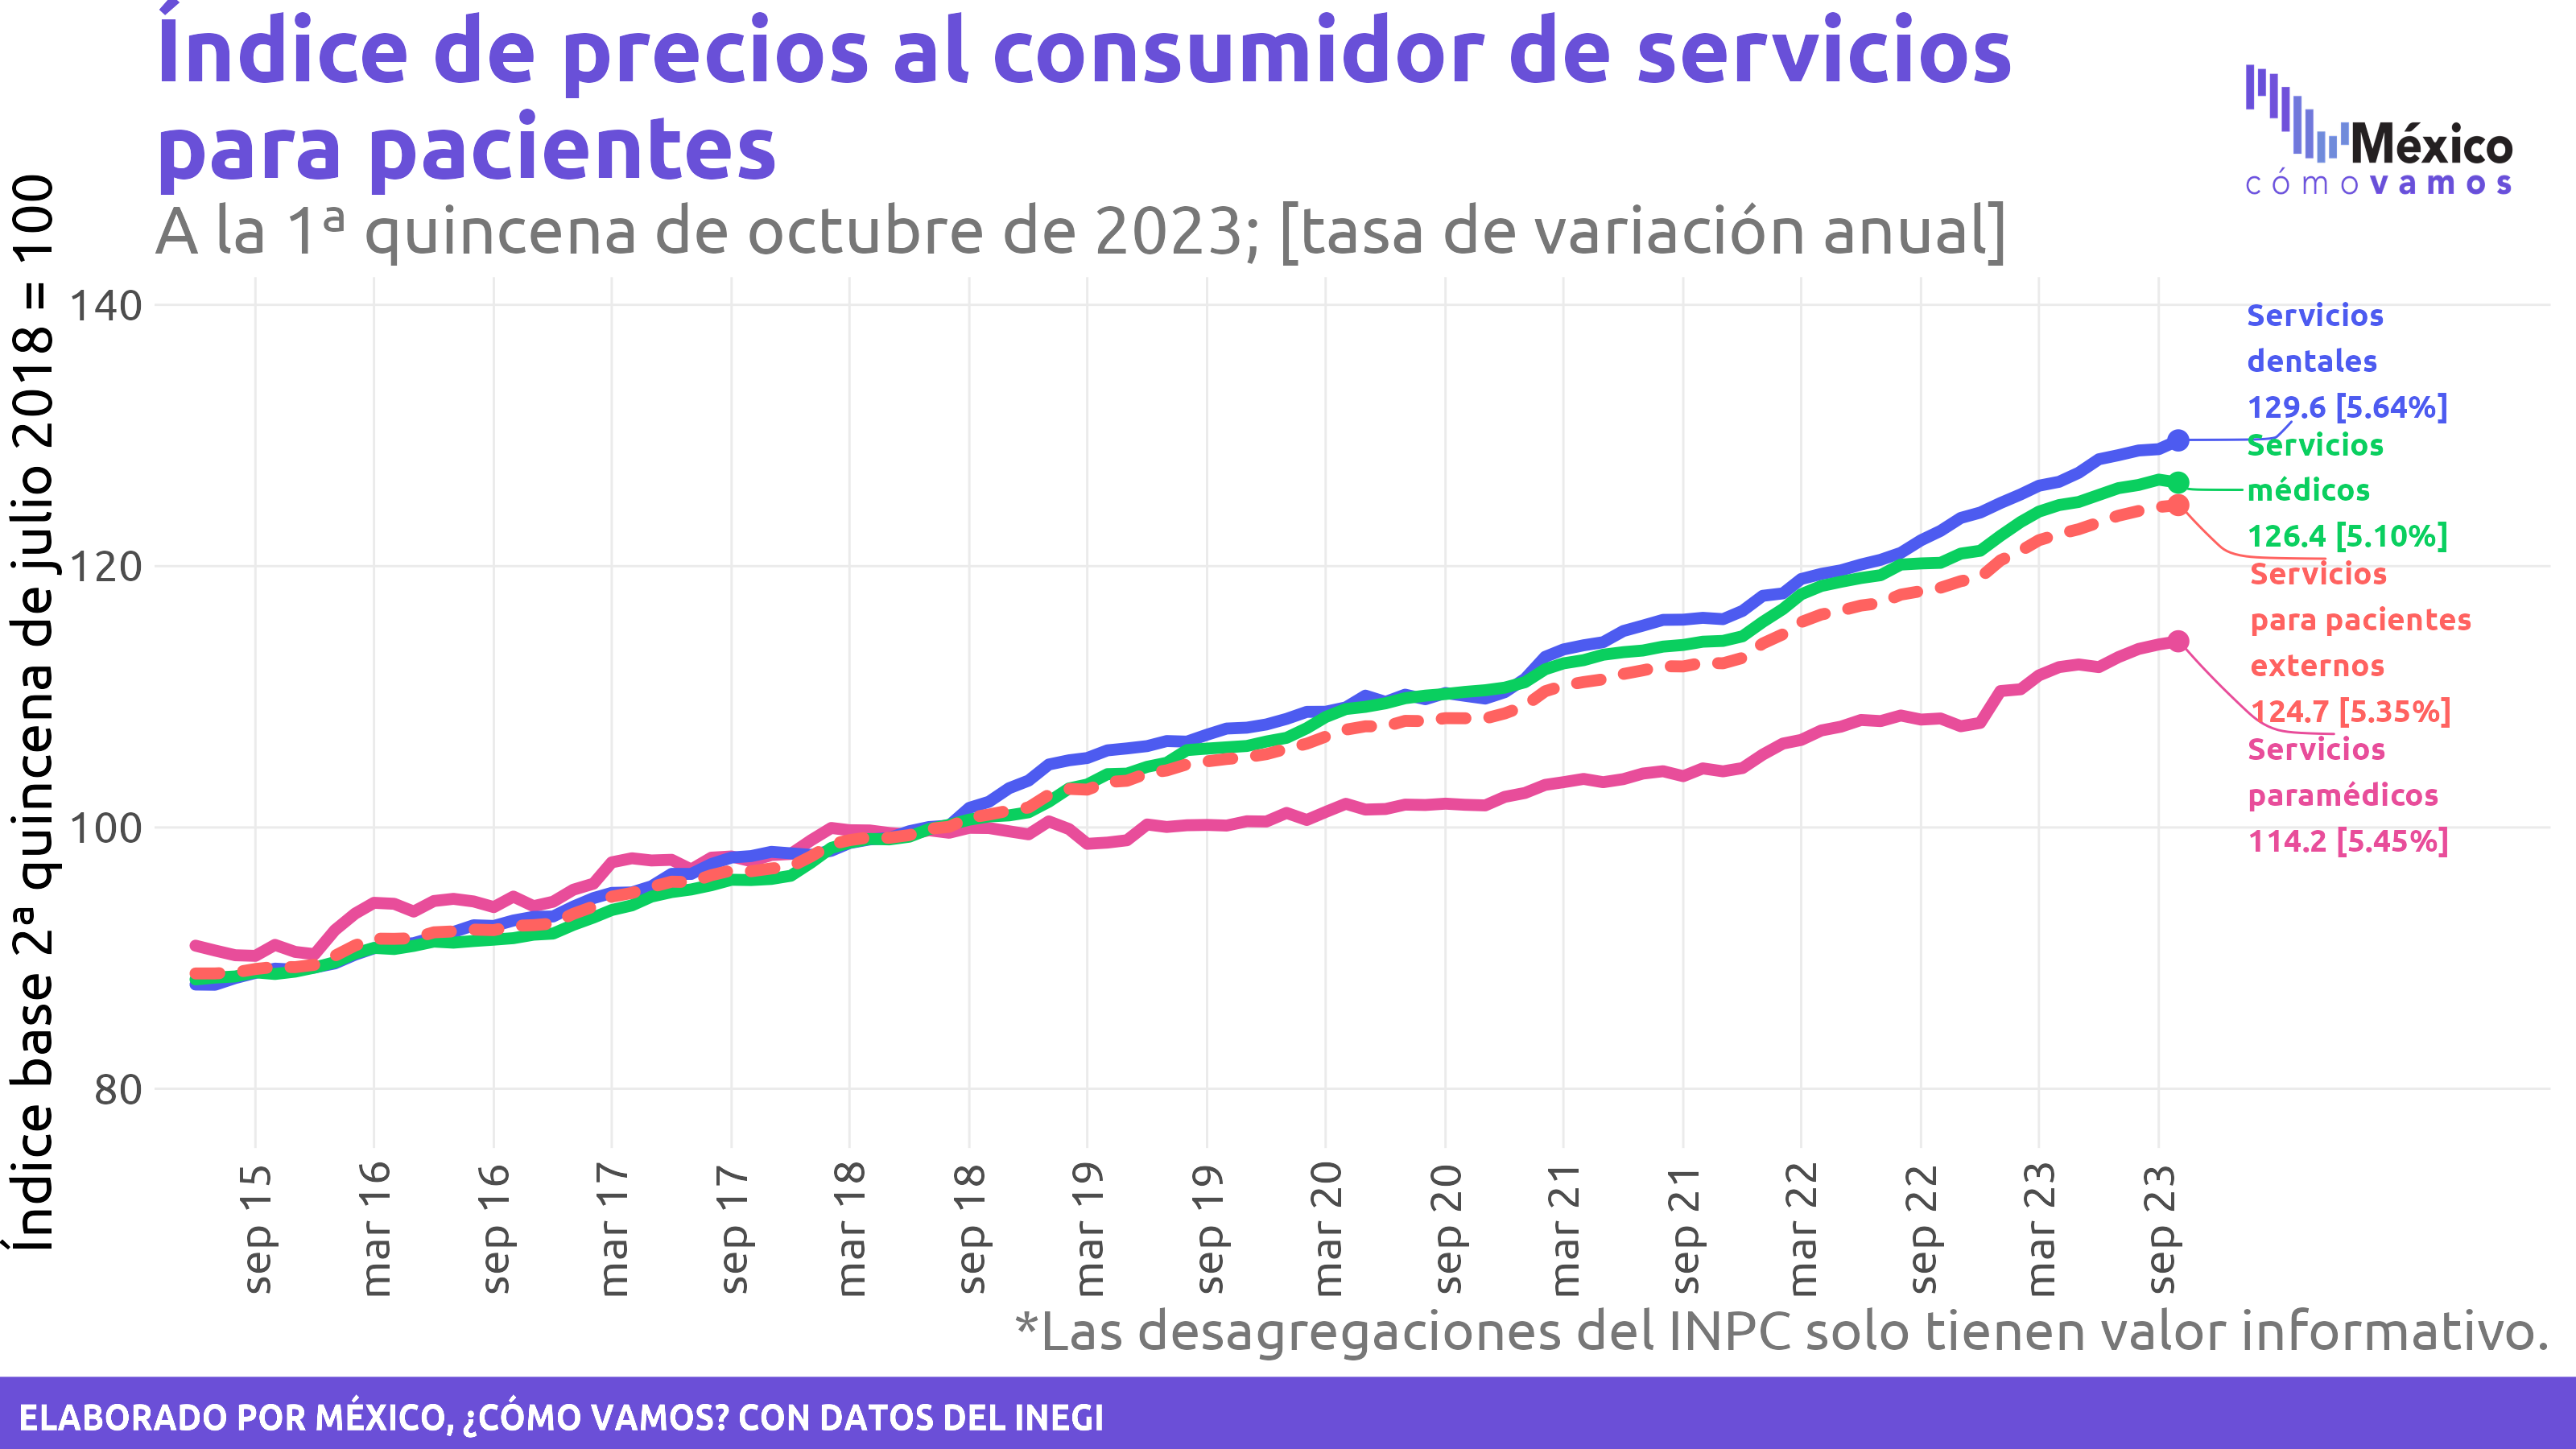 Índice de precios al consumidor de servicios
para pacientes
A la 1ª quincena de octubre de 2023; [tasa de variación anual]
México
cómo vamos
Índice base 2ª quincena de julio 2018 = 100
140
120
100
80
Servicios
dentales
129.6 [5.64%]
Servicios
médicos
126.4 [5.10%]
Servicios
para pacientes
externos
124.7 [5.35%]
Servicios
paramédicos
114.2 [5.45%]
sep 15
mar 16
sep 16
mar 17
sep 17
mar 18
sep 18
mar 19
sep 19
mar 20
sep 20
mar 21
sep 21
mar 22
sep 22
mar 23
sep 23
*Las desagregaciones del INPC solo tienen valor informativo.
ELABORADO POR MÉXICO, ¿CÓMO VAMOS? CON DATOS DEL INEGI